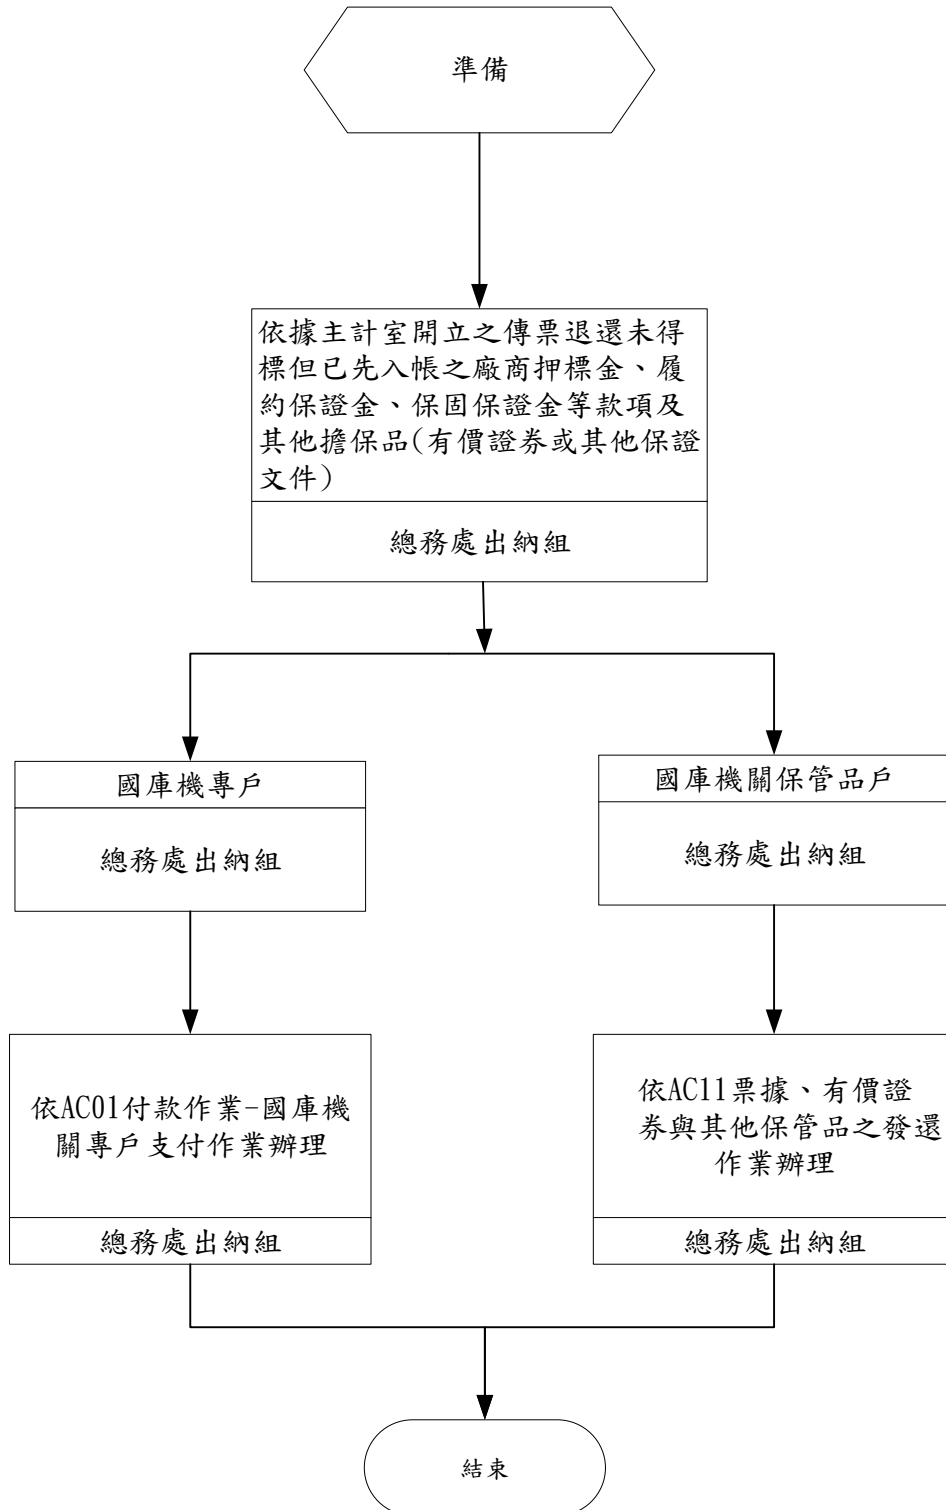 準備
依據主計室開立之傳票退還未得
標但已先入帳之廠商押標金、履
約保證金、保固保證金等款項及
其他擔保品(有價證券或其他保證
文件)
總務處出納組
國庫機專戶
總務處出納組
國庫機關保管品戶
總務處出納組
依AC01付款作業-國庫機
關專戶支付作業辦理
總務處出納組
依AC11票據、有價證
券與其他保管品之發還
作業辦理
總務處出納組
結束